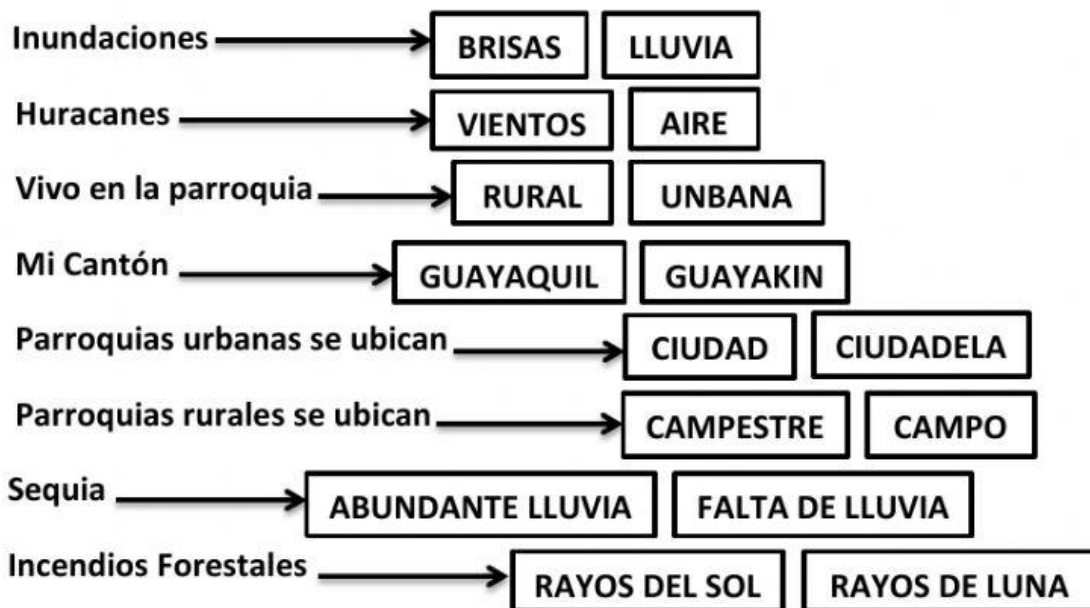 Inundaciones BRISAS LLUVIA
Huracanes VIENTOS AIRE
Vivo en la parroquia RURAL UNBANA
Mi Cantón GUAYAQUIL GUAYAKIN
Parroquias urbanas se ubican CIUDAD CIUDADELA
Parroquias rurales se ubican CAMPESTRE CAMPO
Sequia ABUNDANTE LLUVIA FALTA DE LLUVIA
Incendios Forestales RAYOS DEL SOL RAYOS DE LUNA